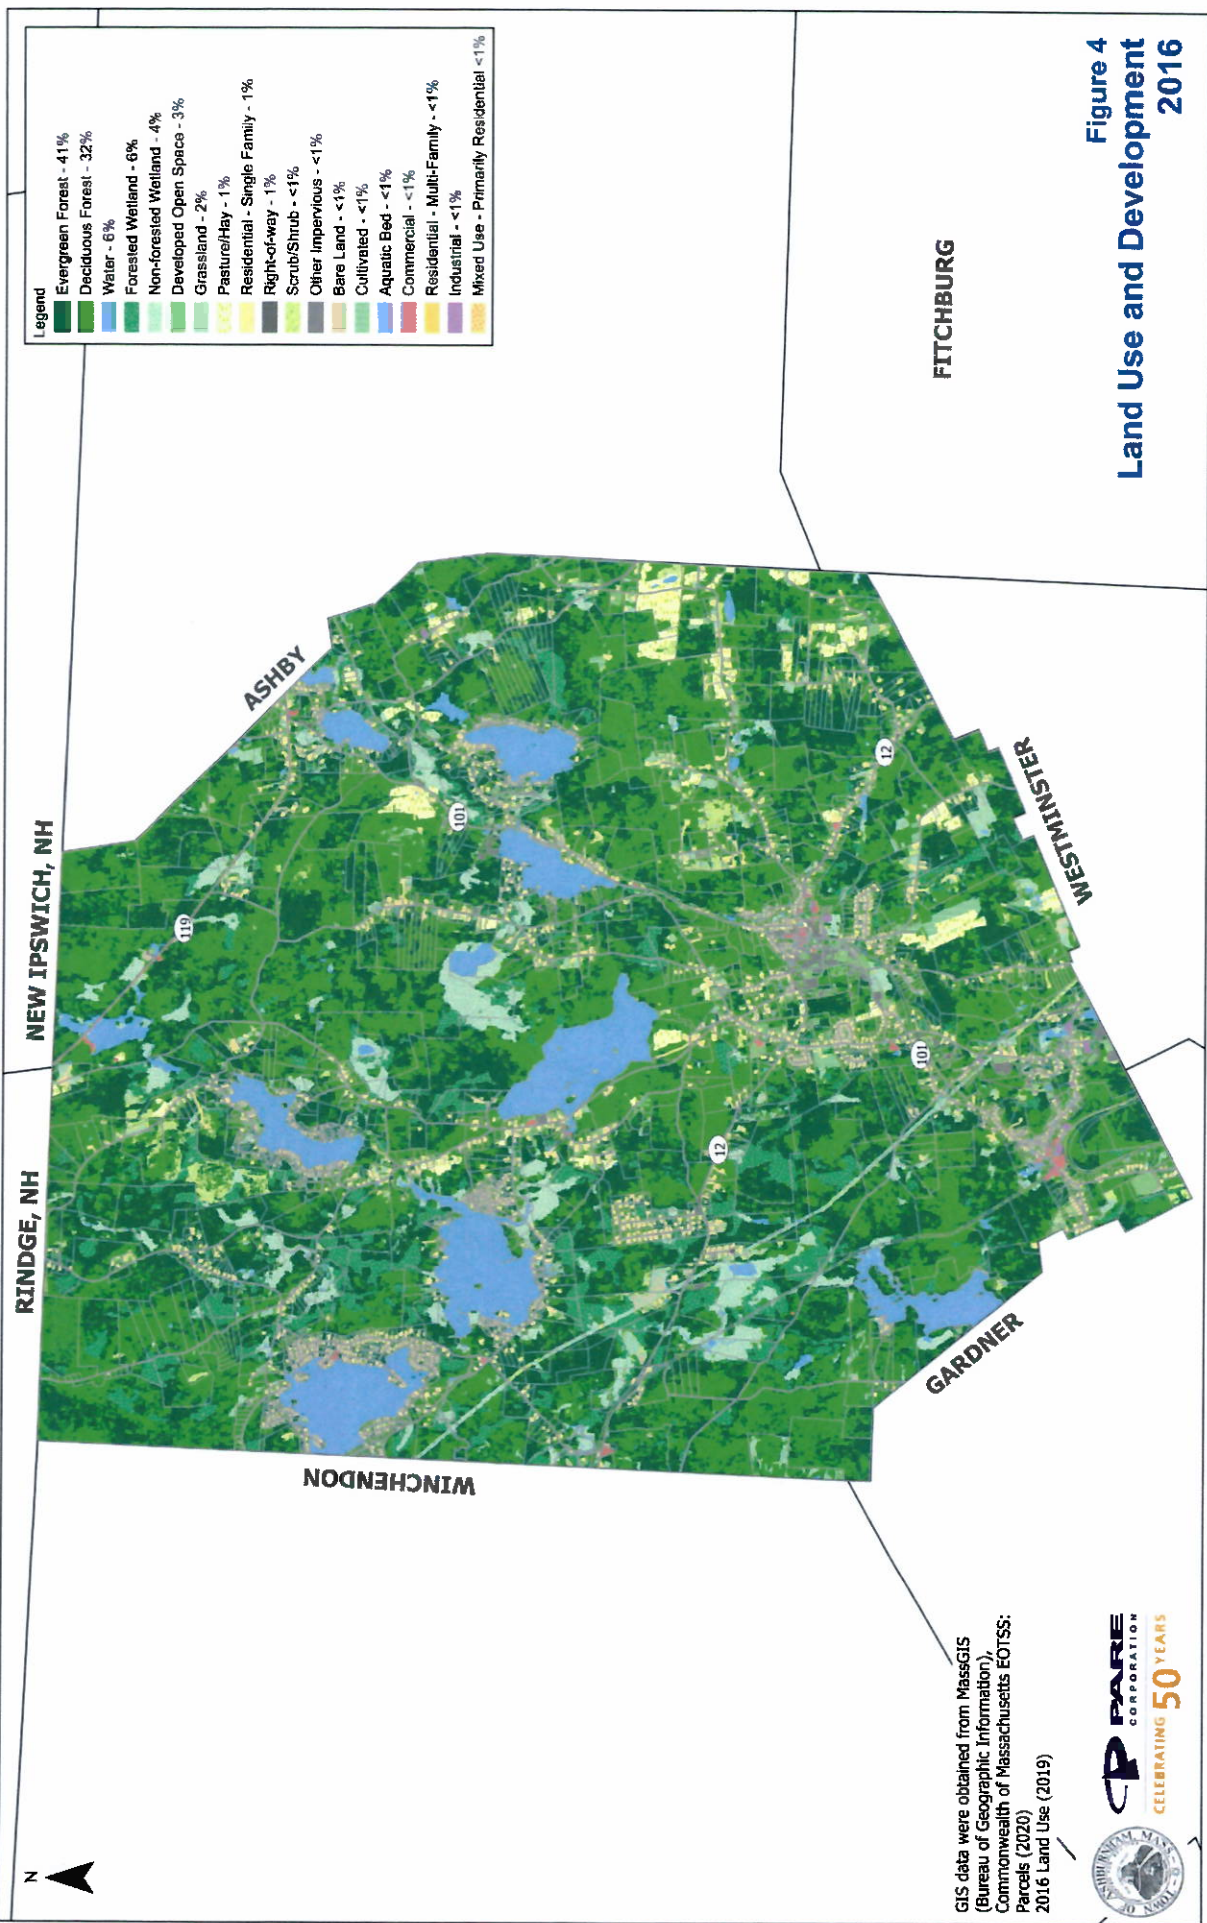 N
RINDGE, NH
NEW IPSWICH, NH
ASHBY
FITCHBURG
WESTMINSTER
GARDNER
WINCHENDON
119
101
12
12
101
Legend
Evergreen Forest - 41%
Deciduous Forest - 32%
Water - 6%
Forested Wetland - 6%
Non-forested Wetland - 4%
Developed Open Space - 3%
Grassland - 2%
Pasture/Hay - 1%
Residential - Single Family - 1%
Right-of-way - 1%
Scrub/Shrub - <1%
Other Impervious - <1%
Bare Land - <1%
Cultivated - <1%
Aquatic Bed - <1%
Commercial - <1%
Residential - Multi-Family - <1%
Industrial - <1%
Mixed Use - Primarily Residential <1%
GIS data were obtained from MassGIS
(Bureau of Geographic Information),
Commonwealth of Massachusetts EOTSS:
Parcels (2020)
2016 Land Use (2019)
TOWN OF ASHBURNHAM, MASS
PARE
CORPORATION
CELEBRATING 50 YEARS
Figure 4
Land Use and Development
2016